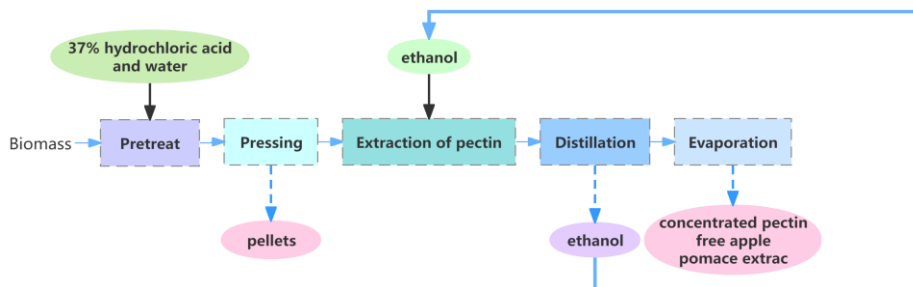 37% hydrochloric acid
and water
ethanol
Biomass
Pretreat
Pressing
Extraction of pectin
Distillation
Evaporation
pellets
ethanol
concentrated pectin
free apple
pomace extrac